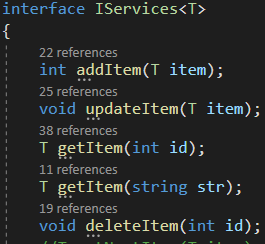 interface IServices<T>
{
22 references
int addItem(T item);
25 references
void updateItem(T item);
38 references
T getItem(int id);
11 references
T getItem(string str);
19 references
void deleteItem(int id);